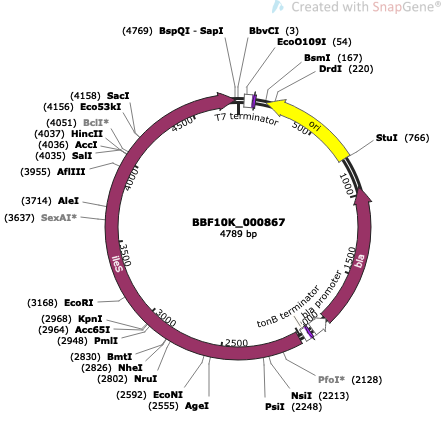 Created with SnapGene®
(4769) BspQI - SapI
BbvCI (3)
EcoO109I (54)
BsmI (167)
DrdI (220)
(4158) SacI
(4156) Eco53kI
(4051) BclI*
(4037) HincII
(4036) AccI
(4035) SalI
(3955) AflIII
(3714) AleI
(3637) SexAI*
T7 terminator
ori
StuI (766)
4500
500
4000
1000
BBF10K_000867
4789 bp
3500
ileS
1500
bla
(3168) EcoRI
(2968) KpnI
(2964) Acc65I
(2948) PmlI
(2830) BmtI
(2826) NheI
(2802) NruI
(2592) EcoNI
(2555) AgeI
3000
2500
tonB terminator
bla promoter
PfoI* (2128)
NsiI (2213)
PsiI (2248)